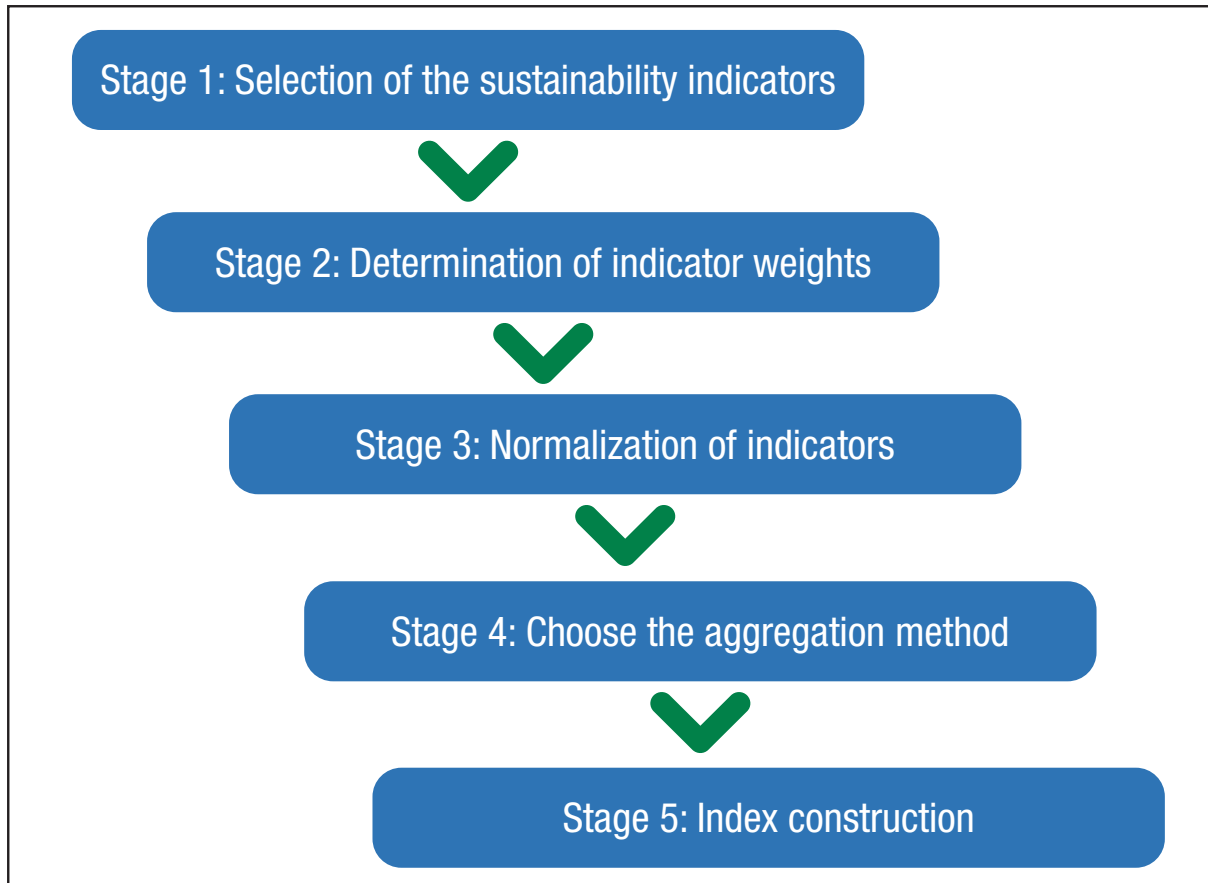 Stage 1: Selection of the sustainability indicators
Stage 2: Determination of indicator weights
Stage 3: Normalization of indicators
Stage 4: Choose the aggregation method
Stage 5: Index construction